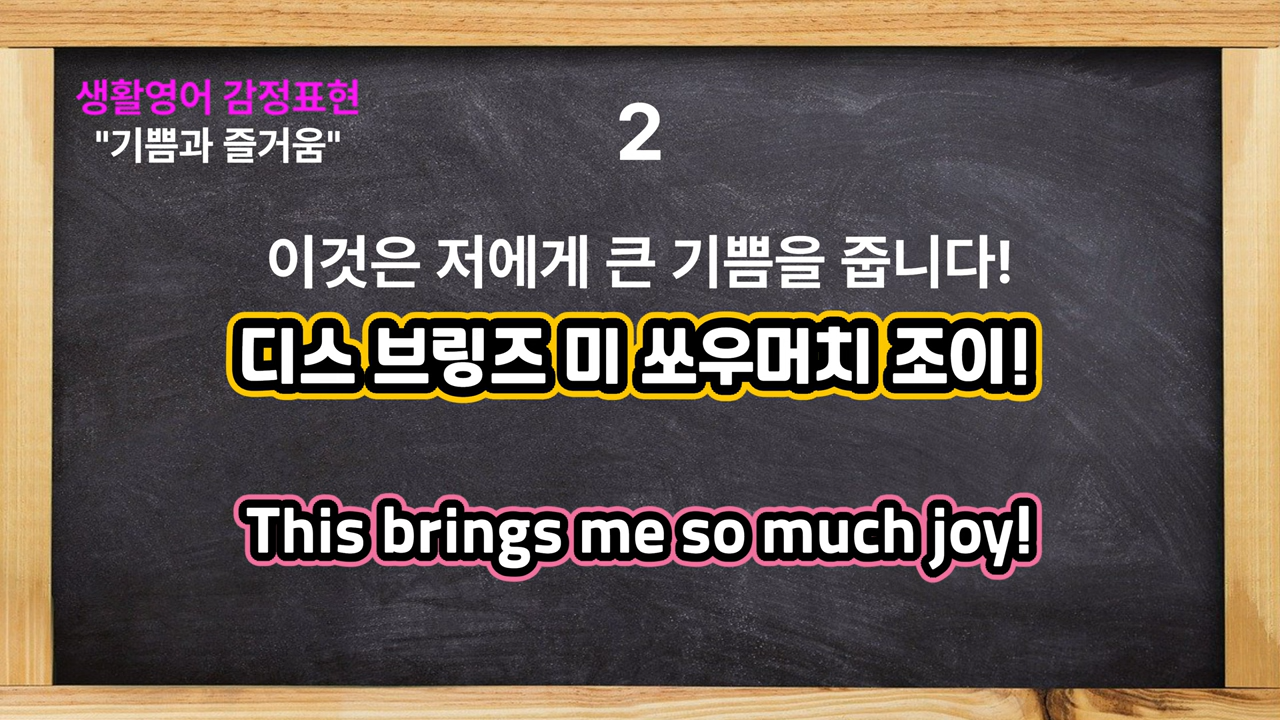 생활영어 감정표현
"기쁨과 즐거움"
2
이것은 저에게 큰 기쁨을 줍니다!
디스 브링즈 미 쏘우머치 조이!
This brings me so much joy!